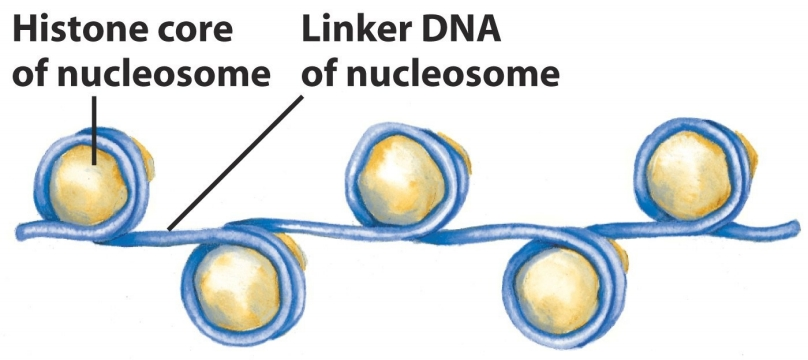 Histone core
of nucleosome
Linker DNA
of nucleosome